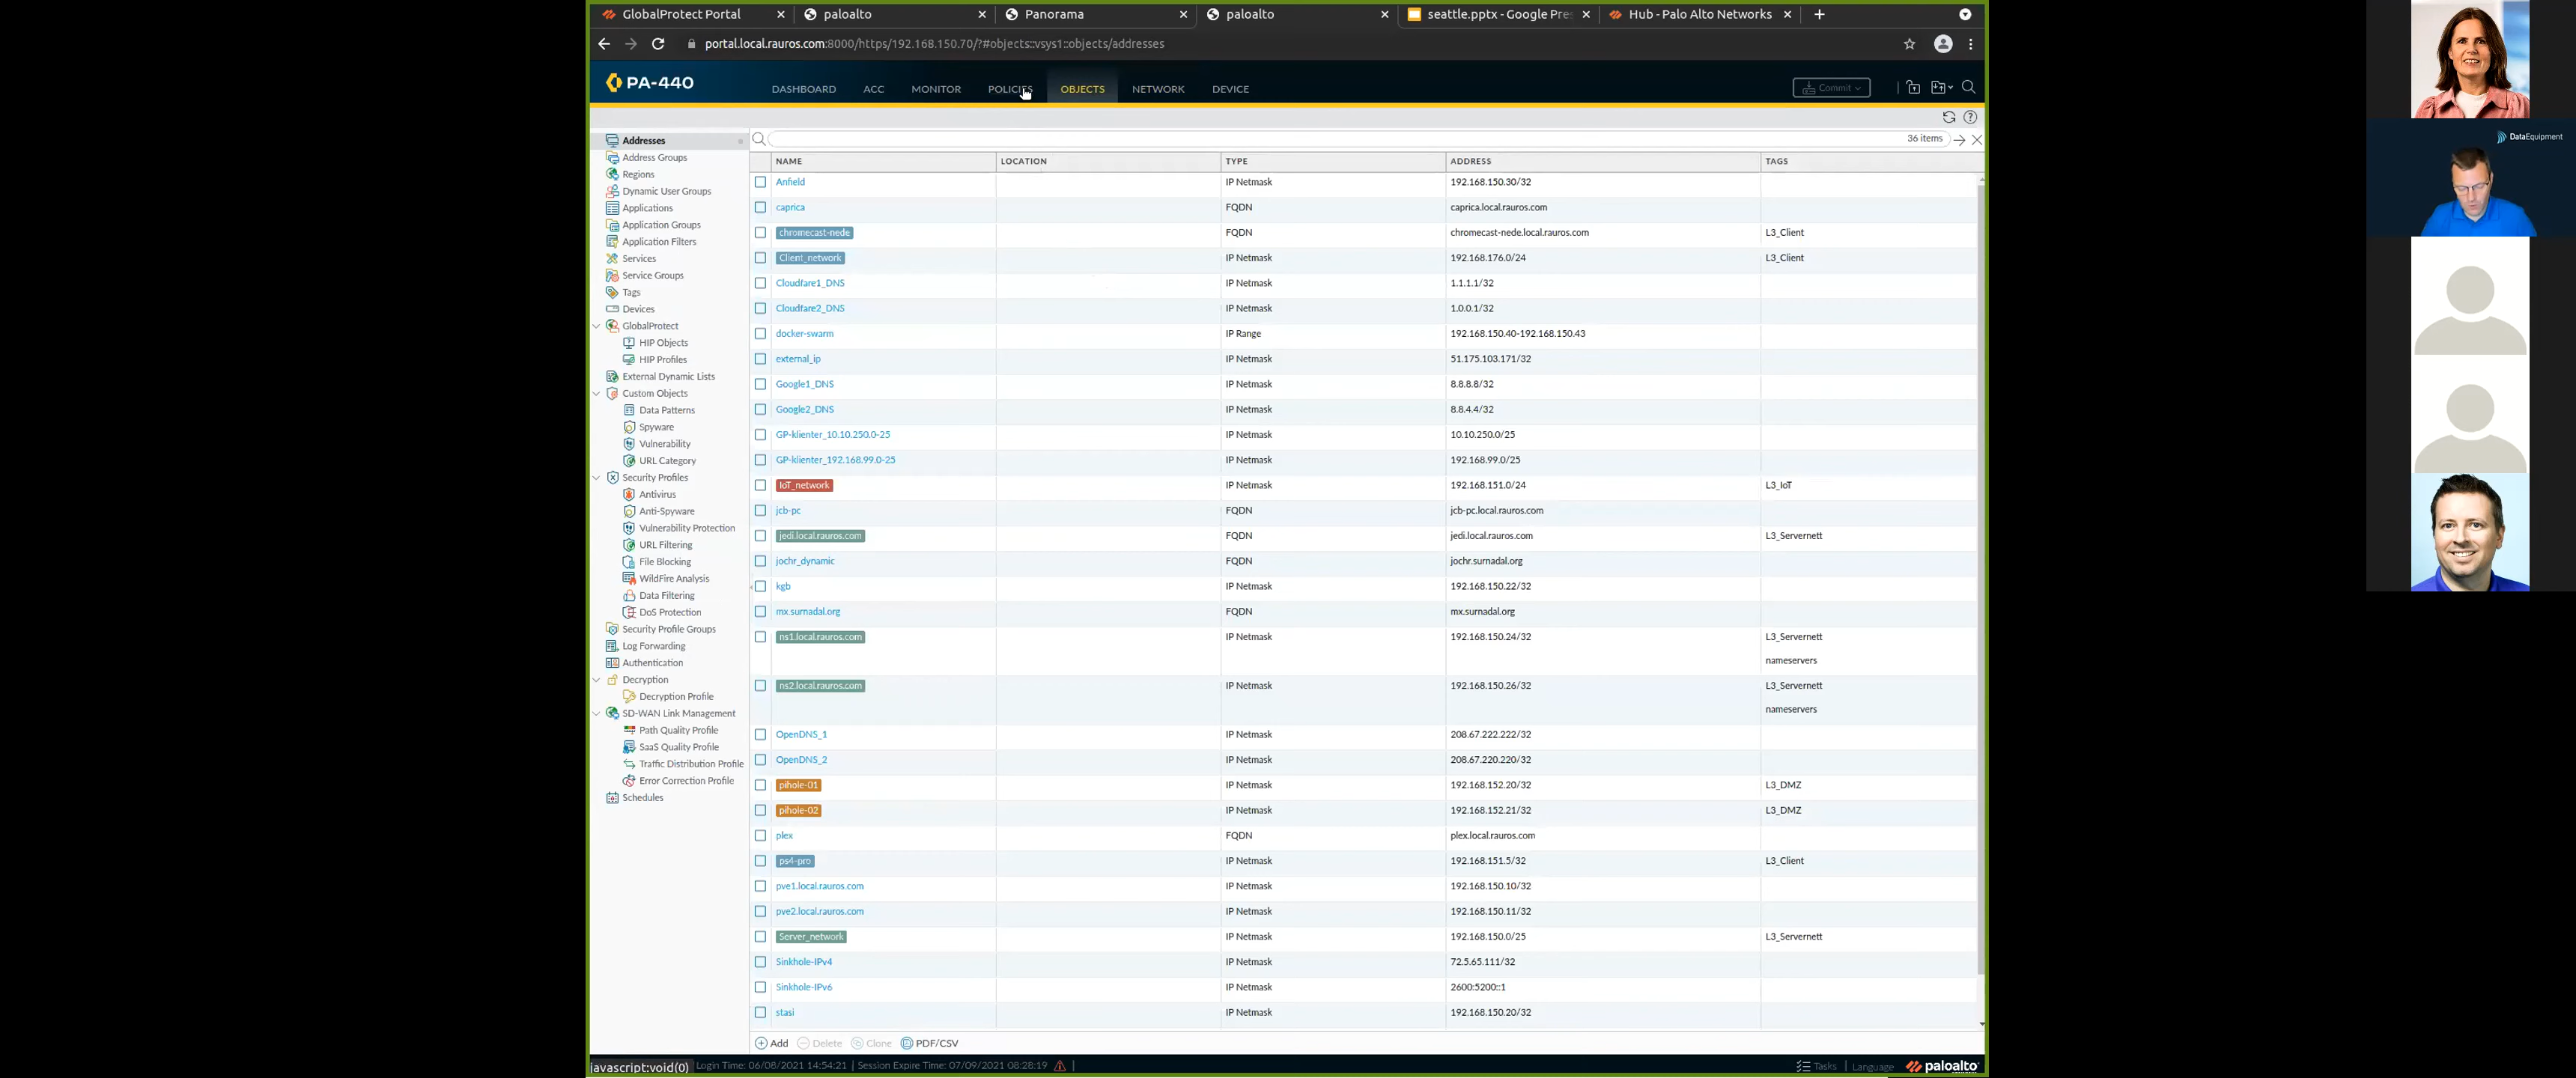 GlobalProtect Portal paloalto Panorama paloalto seattle.pptx - Google Pre Hub - Palo Alto Networks
portal.local.rauros.com:8000/https/192.168.150.70/?#objects::vsys1::objects/addresses
PA-440 DASHBOARD ACC MONITOR POLICIES OBJECTS NETWORK DEVICE Commit
DataEquipment
36 items
Addresses
Address Groups
Regions
Dynamic User Groups
Applications
Application Groups
Application Filters
Services
Service Groups
Tags
Devices
GlobalProtect
HIP Objects
HIP Profiles
External Dynamic Lists
Custom Objects
Data Patterns
Spyware
Vulnerability
URL Category
Security Profiles
Antivirus
Anti-Spyware
Vulnerability Protection
URL Filtering
File Blocking
WildFire Analysis
Data Filtering
DoS Protection
Security Profile Groups
Log Forwarding
Authentication
Decryption
Decryption Profile
SD-WAN Link Management
Path Quality Profile
SaaS Quality Profile
Traffic Distribution Profile
Error Correction Profile
Schedules
NAME LOCATION TYPE ADDRESS TAGS
Anfield IP Netmask 192.168.150.30/32
caprica FQDN caprica.local.rauros.com
chromecast-nede FQDN chromecast-nede.local.rauros.com L3_Client
Client_network IP Netmask 192.168.176.0/24 L3_Client
Cloudfare1_DNS IP Netmask 1.1.1.1/32
Cloudfare2_DNS IP Netmask 1.0.0.1/32
docker-swarm IP Range 192.168.150.40-192.168.150.43
external_ip IP Netmask 51.175.103.171/32
Google1_DNS IP Netmask 8.8.8.8/32
Google2_DNS IP Netmask 8.8.4.4/32
GP-klienter_10.10.250.0-25 IP Netmask 10.10.250.0/25
GP-klienter_192.168.99.0-25 IP Netmask 192.168.99.0/25
IoT_network IP Netmask 192.168.151.0/24 L3_IoT
jcb-pc FQDN jcb-pc.local.rauros.com
jedi.local.rauros.com FQDN jedi.local.rauros.com L3_Servernett
jochr_dynamic FQDN jochr.surnadal.org
kgb IP Netmask 192.168.150.22/32
mx.surnadal.org FQDN mx.surnadal.org
ns1.local.rauros.com IP Netmask 192.168.150.24/32 L3_Servernett
nameservers
ns2.local.rauros.com IP Netmask 192.168.150.26/32 L3_Servernett
nameservers
OpenDNS_1 IP Netmask 208.67.222.222/32
OpenDNS_2 IP Netmask 208.67.220.220/32
pihole-01 IP Netmask 192.168.152.20/32 L3_DMZ
pihole-02 IP Netmask 192.168.152.21/32 L3_DMZ
plex FQDN plex.local.rauros.com
ps4-pro IP Netmask 192.168.151.5/32 L3_Client
pve1.local.rauros.com IP Netmask 192.168.150.10/32
pve2.local.rauros.com IP Netmask 192.168.150.11/32
Server_network IP Netmask 192.168.150.0/25 L3_Servernett
Sinkhole-IPv4 IP Netmask 72.5.65.111/32
Sinkhole-IPv6 IP Netmask 2600:5200::1
stasi IP Netmask 192.168.150.20/32
Add Delete Clone PDF/CSV
javascript:void(0) Login Time: 06/08/2021 14:54:21 | Session Expire Time: 07/09/2021 08:28:19 | Tasks | Language paloalto